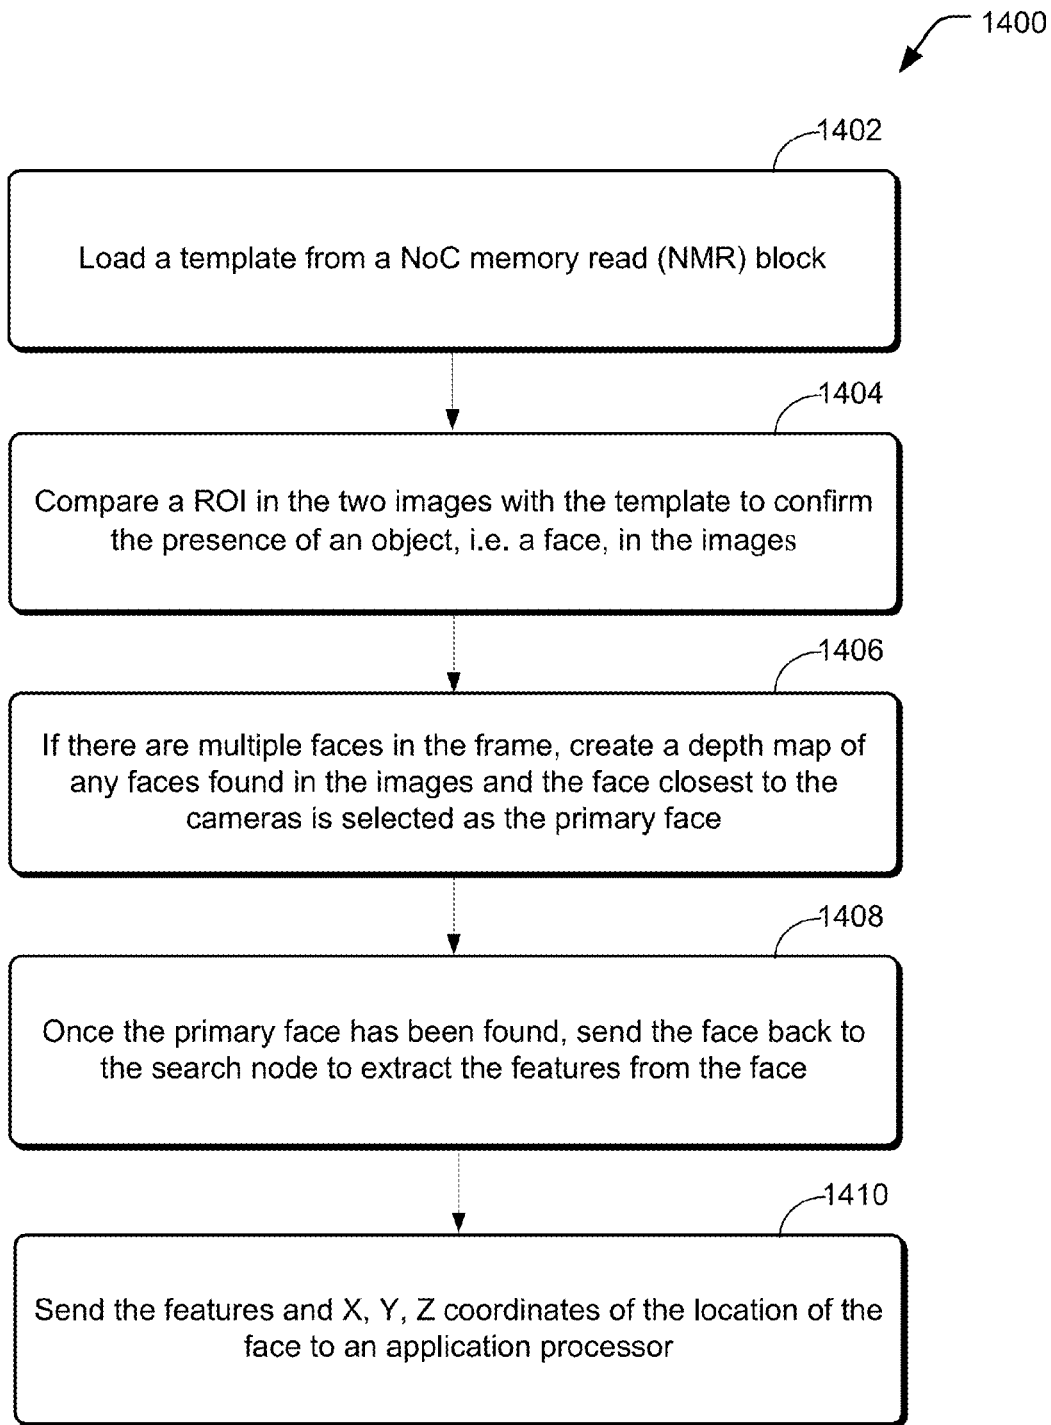 1400
1402
Load a template from a NoC memory read (NMR) block
1404
Compare a ROI in the two images with the template to confirm
the presence of an object, i.e. a face, in the images
1406
If there are multiple faces in the frame, create a depth map of
any faces found in the images and the face closest to the
cameras is selected as the primary face
1408
Once the primary face has been found, send the face back to
the search node to extract the features from the face
1410
Send the features and X, Y, Z coordinates of the location of the
face to an application processor